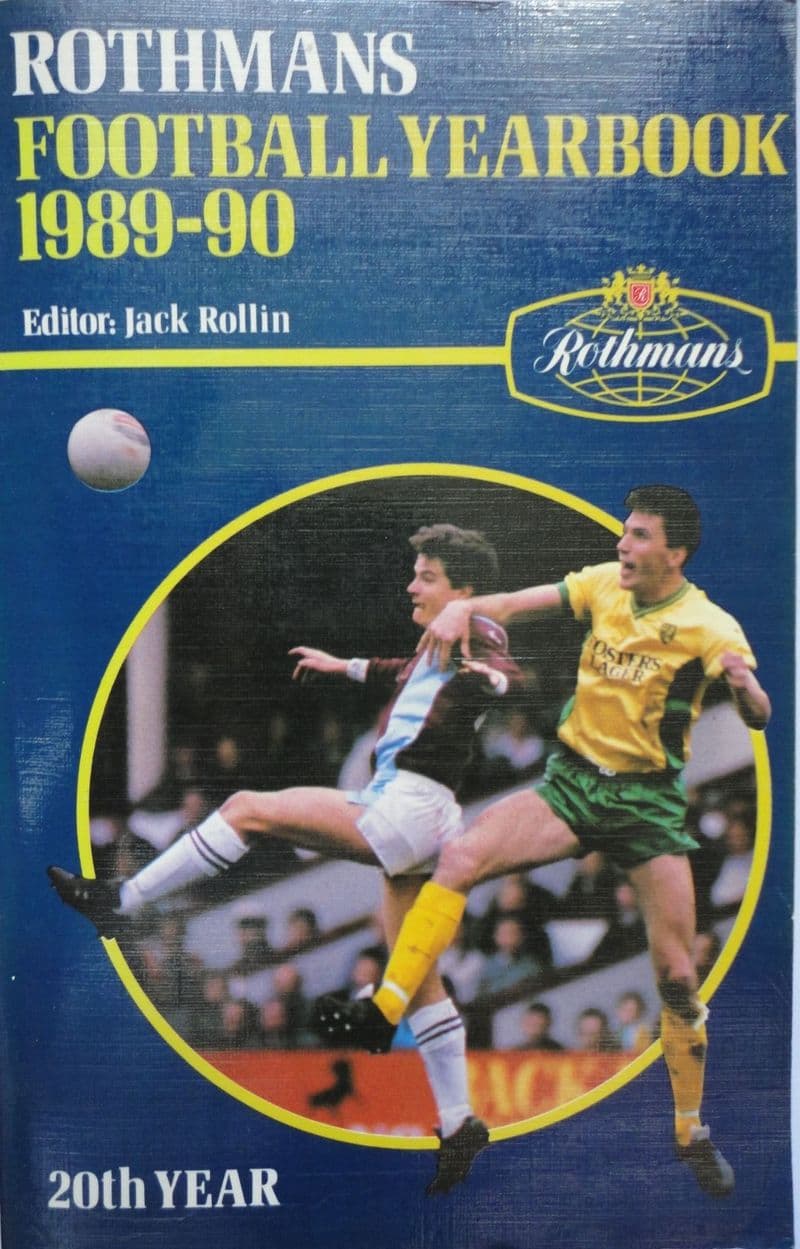 ROTHMANS
FOOTBALL YEARBOOK
1989-90
Editor: Jack Rollin
R
Rothmans
FOSTERS
LAGER
20th YEAR